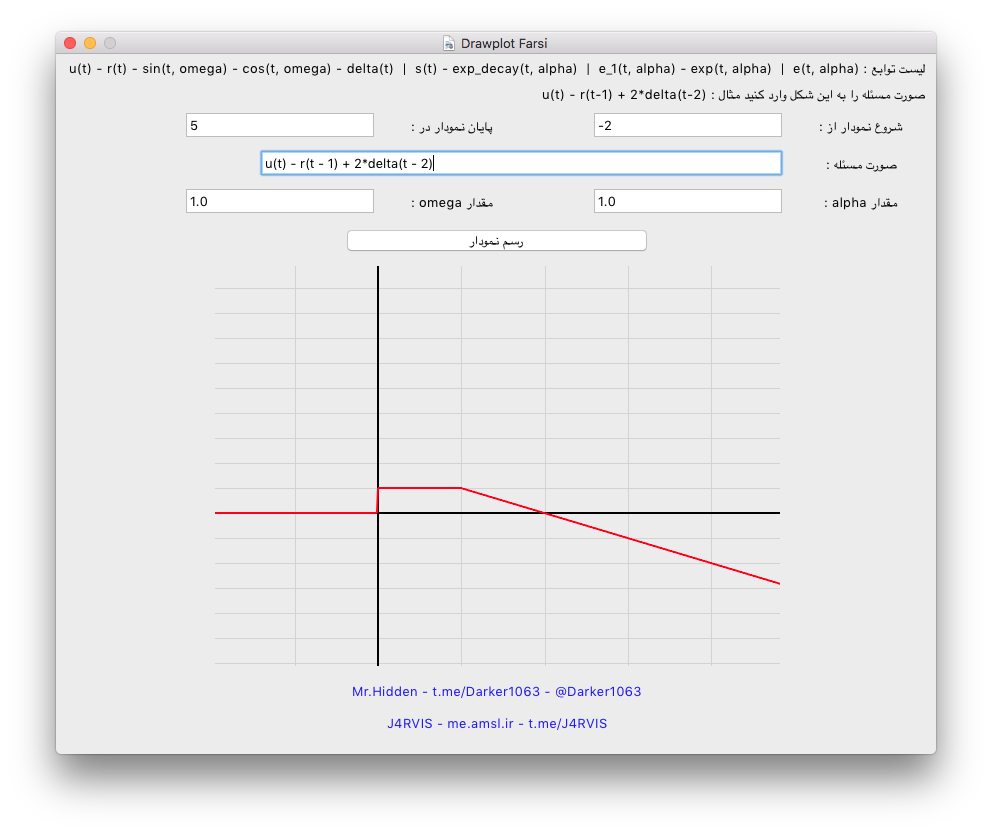 Drawplot Farsi
لیست توابع : u(t) - r(t) - sin(t, omega) - cos(t, omega) - delta(t) | s(t) - exp_decay(t, alpha) | e_1(t, alpha) - exp(t, alpha) | e(t, alpha)
صورت مسئله را به این شکل وارد کنید مثال : u(t) - r(t-1) + 2*delta(t-2)
شروع نمودار از : -2 پایان نمودار در : 5
صورت مسئله : u(t) - r(t - 1) + 2*delta(t - 2)
مقدار alpha : 1.0 مقدار omega : 1.0
رسم نمودار
Mr.Hidden - t.me/Darker1063 - @Darker1063
J4RVIS - me.amsl.ir - t.me/J4RVIS